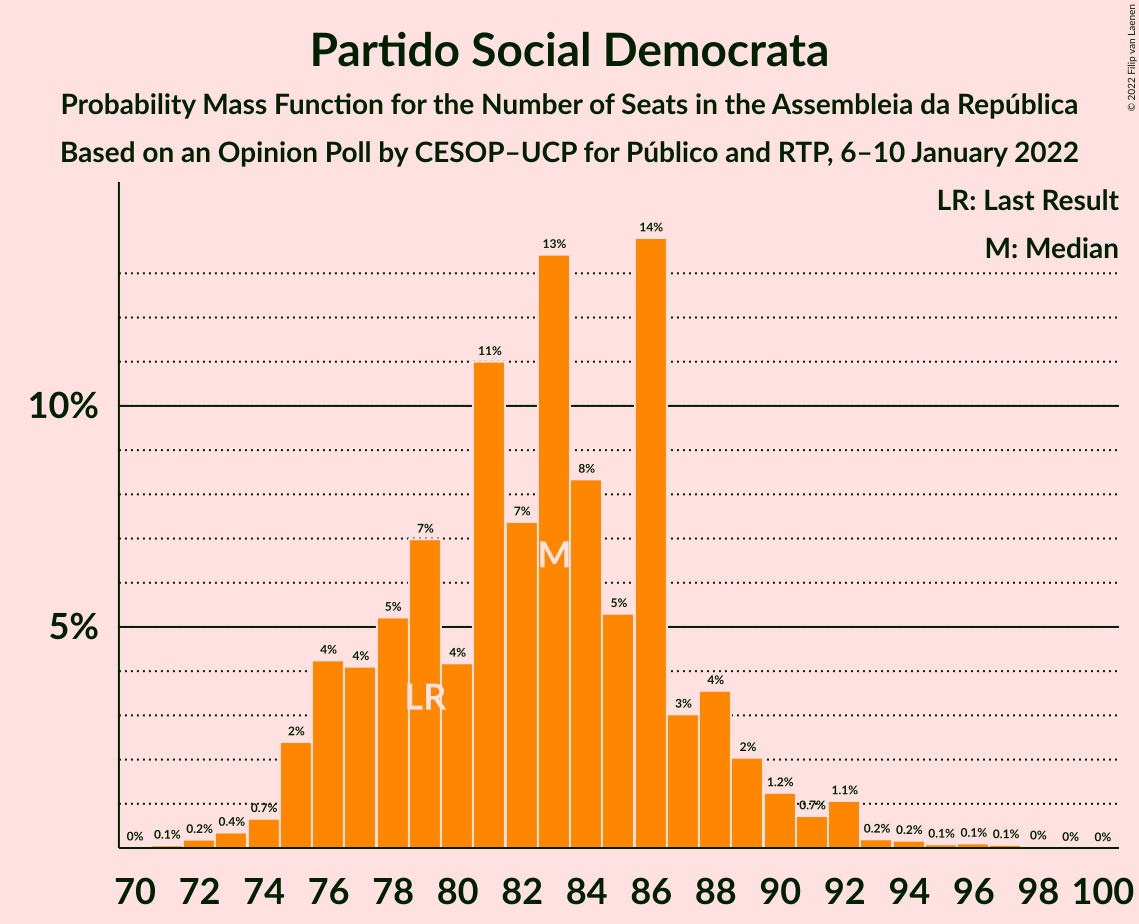 Partido Social Democrata
Probability Mass Function for the Number of Seats in the Assembleia da República
Based on an Opinion Poll by CESOP–UCP for Público and RTP, 6–10 January 2022
© 2022 Filip van Laenen
LR: Last Result
M: Median
10%
5%
0% 0.1% 0.2% 0.4% 0.7% 2% 4% 4% 5% 7% 4% 11% 7% 13% 8% 5% 14% 3% 4% 2% 1.2% 0.7% 1.1% 0.2% 0.2% 0.1% 0.1% 0.1% 0% 0% 0%
LR
M
70 72 74 76 78 80 82 84 86 88 90 92 94 96 98 100